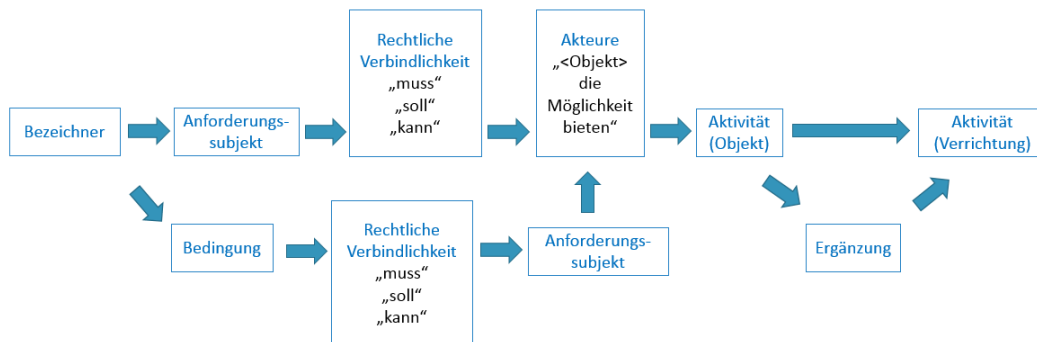 Bezeichner
Anforderungs-
subjekt
Rechtliche
Verbindlichkeit
„muss“
„soll“
„kann“
Akteure
„<Objekt>
die
Möglichkeit
bieten“
Aktivität
(Objekt)
Aktivität
(Verrichtung)
Bedingung
Rechtliche
Verbindlichkeit
„muss“
„soll“
„kann“
Anforderungs-
subjekt
Ergänzung